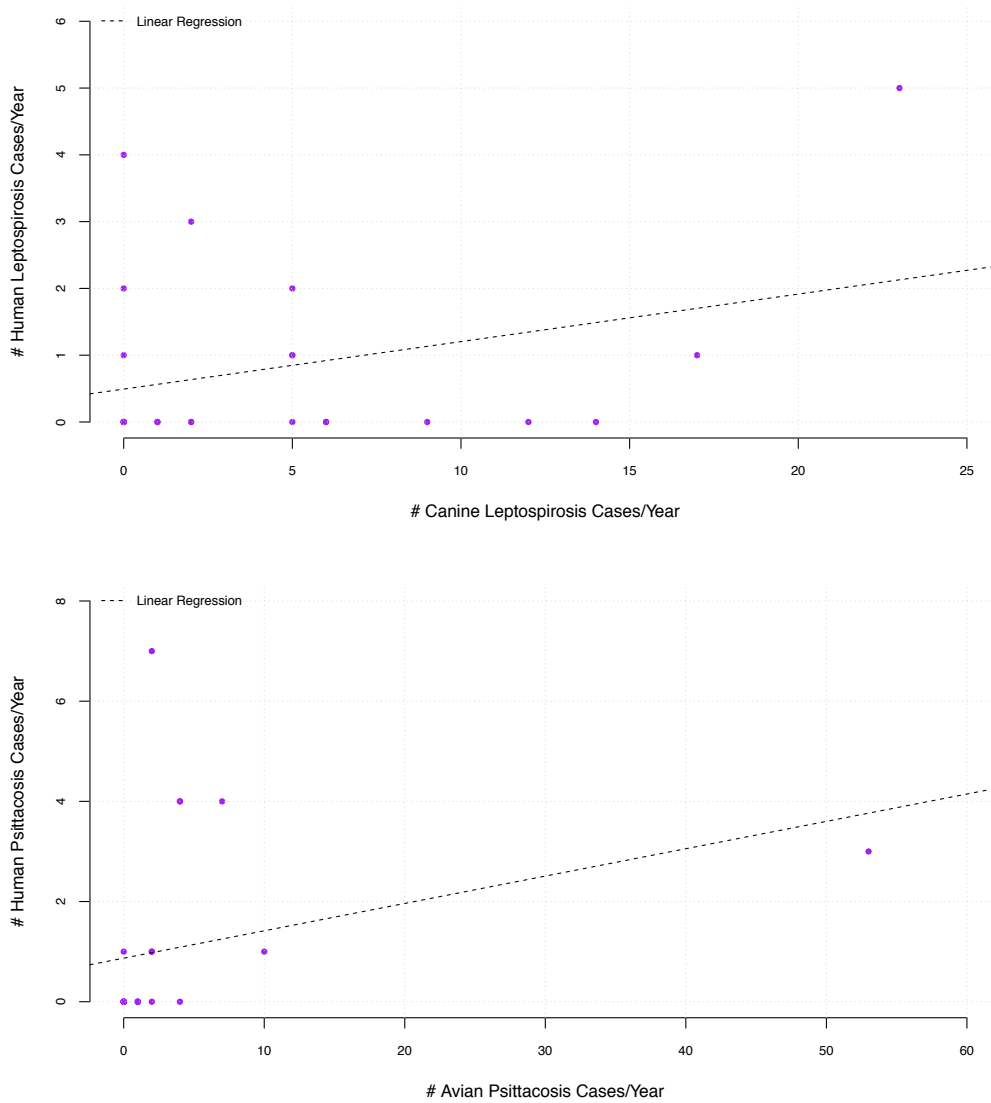 6
Linear Regression
5
4
3
2
1
0
# Human Leptospirosis Cases/Year
0 5 10 15 20 25
# Canine Leptospirosis Cases/Year
8
Linear Regression
6
4
2
0
# Human Psittacosis Cases/Year
0 10 20 30 40 50 60
# Avian Psittacosis Cases/Year